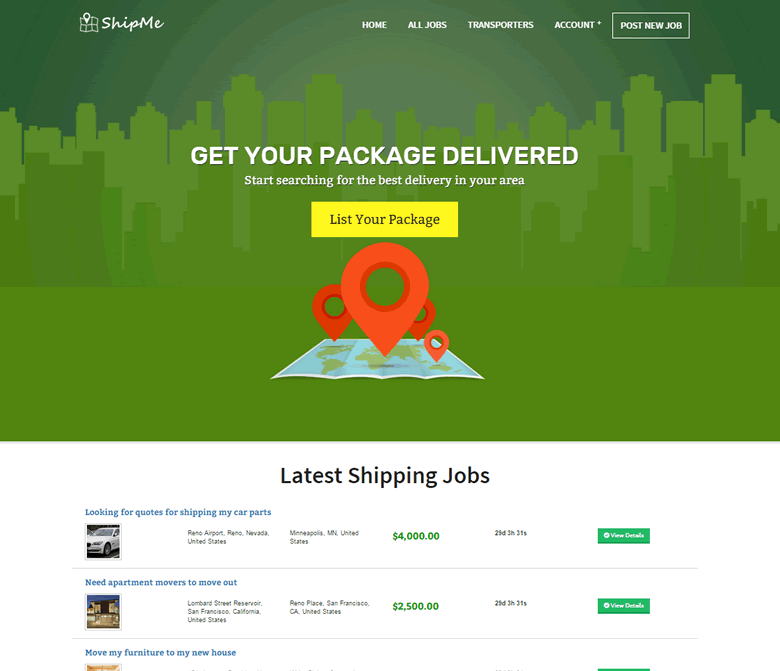 ShipMe
HOME ALL JOBS TRANSPORTERS ACCOUNT + POST NEW JOB
GET YOUR PACKAGE DELIVERED
Start searching for the best delivery in your area
List Your Package
Latest Shipping Jobs
Looking for quotes for shipping my car parts
Reno Airport, Reno, Nevada, United States
Minneapolis, MN, United States
$4,000.00
29d 3h 31s
View Details
Need apartment movers to move out
Lombard Street Reservoir, San Francisco, California, United States
Reno Place, San Francisco, CA, United States
$2,500.00
29d 3h 31s
View Details
Move my furniture to my new house